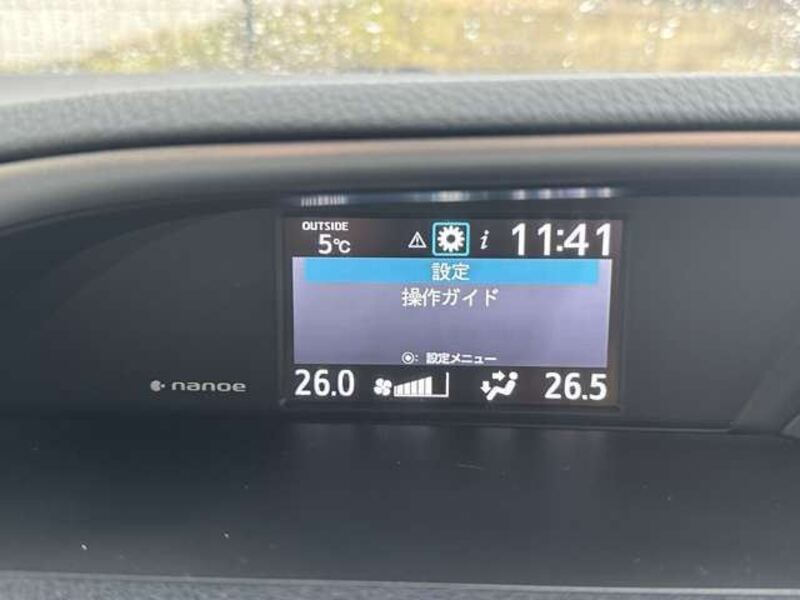 OUTSIDE
5℃
i
11:41
設定
操作ガイド
◉: 設定メニュー
26.0
26.5
nanoe